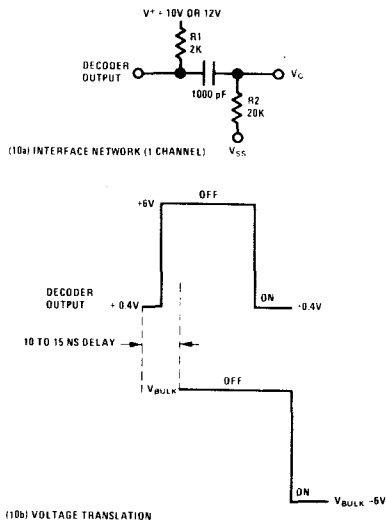 V+ = 10V OR 12V
R1
2K
DECODER
OUTPUT
VG
1000 pF
R2
20K
VSS
(10a) INTERFACE NETWORK (1 CHANNEL)
OFF
+6V
DECODER
OUTPUT
+ 0.4V
ON
+0.4V
10 TO 15 NS DELAY
VBULK
OFF
ON
VBULK -6V
(10b) VOLTAGE TRANSLATION